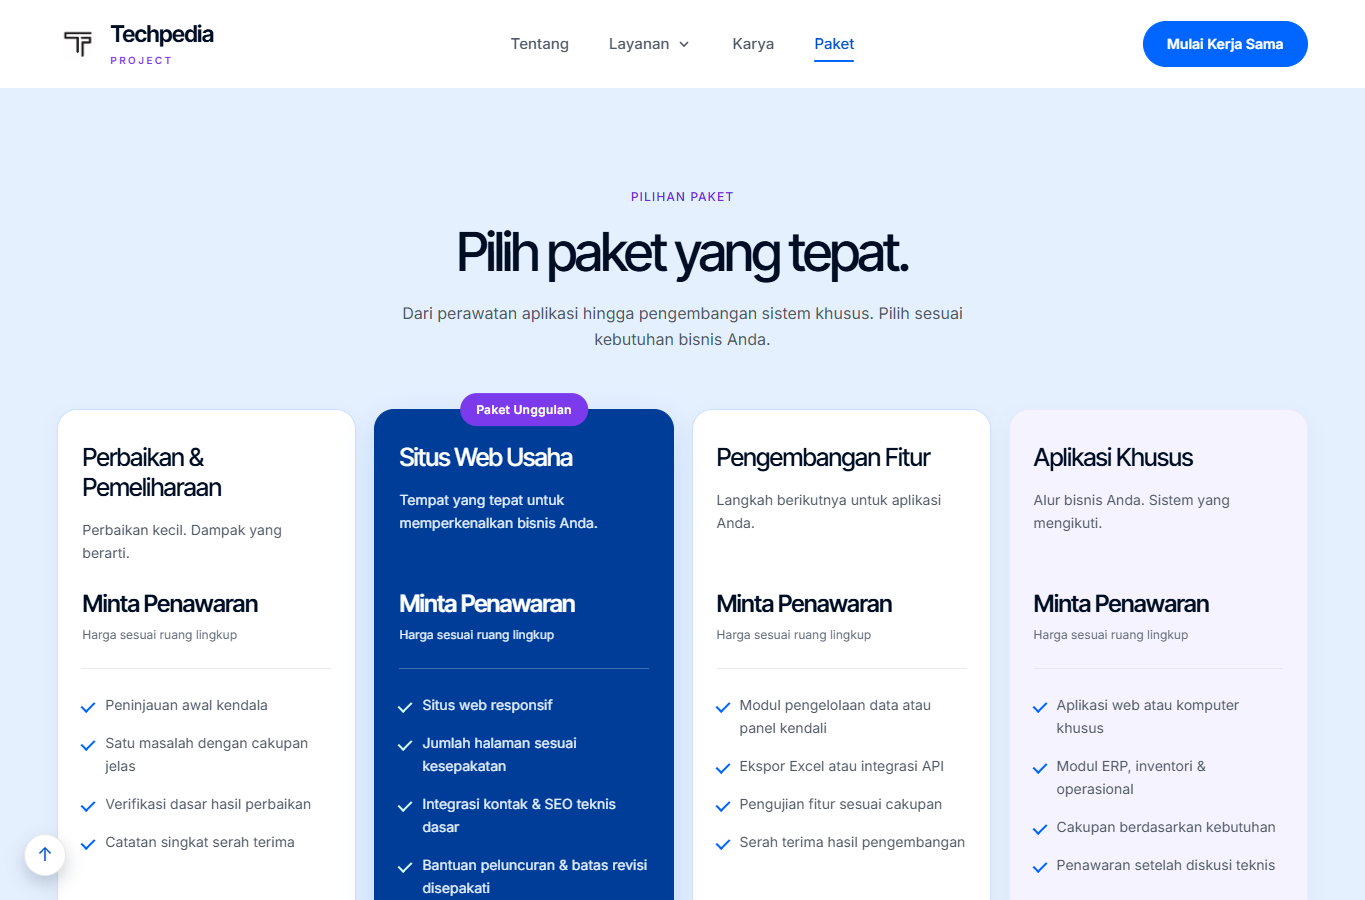 Techpedia
PROJECT
Tentang
Layanan
Karya
Paket
Mulai Kerja Sama
PILIHAN PAKET
Pilih paket yang tepat.
Dari perawatan aplikasi hingga pengembangan sistem khusus. Pilih sesuai
kebutuhan bisnis Anda.
Perbaikan &
Pemeliharaan
Perbaikan kecil. Dampak yang
berarti.
Minta Penawaran
Harga sesuai ruang lingkup
Peninjauan awal kendala
Satu masalah dengan cakupan
jelas
Verifikasi dasar hasil perbaikan
Catatan singkat serah terima
Paket Unggulan
Situs Web Usaha
Tempat yang tepat untuk
memperkenalkan bisnis Anda.
Minta Penawaran
Harga sesuai ruang lingkup
Situs web responsif
Jumlah halaman sesuai
kesepakatan
Integrasi kontak & SEO teknis
dasar
Bantuan peluncuran & batas revisi
disepakati
Pengembangan Fitur
Langkah berikutnya untuk aplikasi
Anda.
Minta Penawaran
Harga sesuai ruang lingkup
Modul pengelolaan data atau
panel kendali
Ekspor Excel atau integrasi API
Pengujian fitur sesuai cakupan
Serah terima hasil pengembangan
Aplikasi Khusus
Alur bisnis Anda. Sistem yang
mengikuti.
Minta Penawaran
Harga sesuai ruang lingkup
Aplikasi web atau komputer
khusus
Modul ERP, inventori &
operasional
Cakupan berdasarkan kebutuhan
Penawaran setelah diskusi teknis